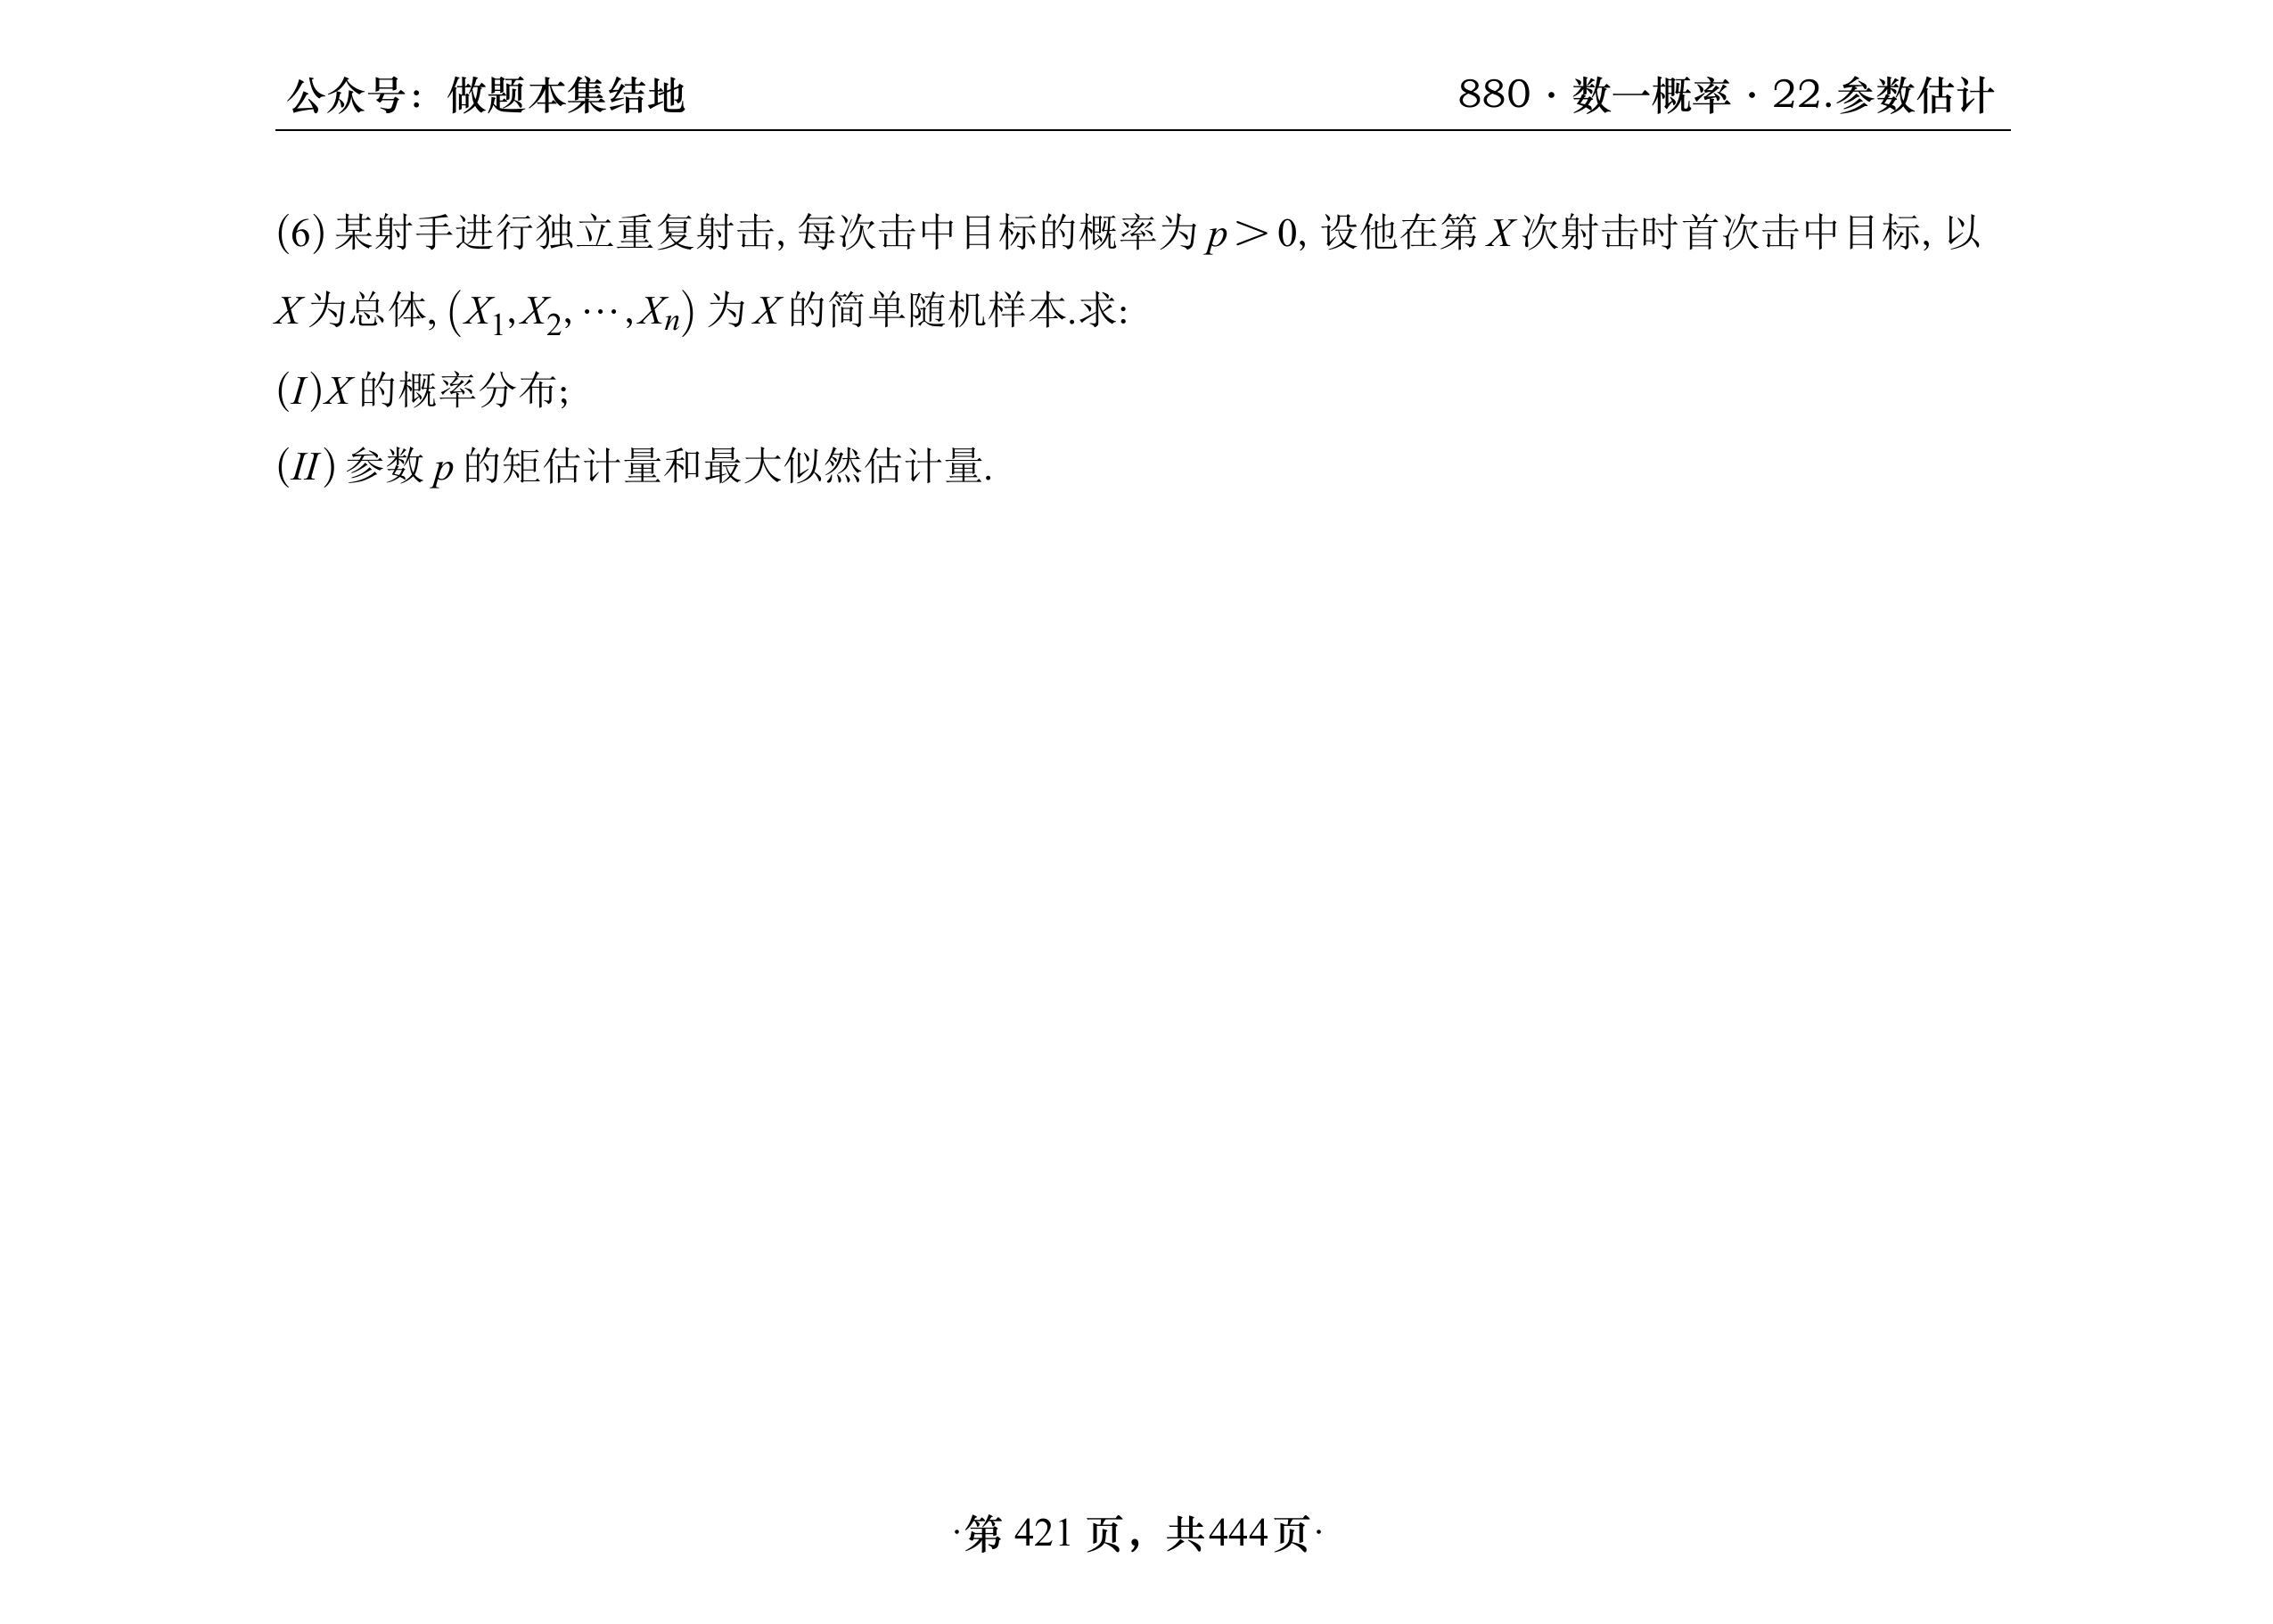 公众号：做题本集结地
880·数一概率·22.参数估计
(6) 某射手进行独立重复射击, 每次击中目标的概率为 p＞0, 设他在第 X 次射击时首次击中目标, 以
X 为总体, (X₁,X₂,⋯,Xₙ) 为 X 的简单随机样本.求:
(I)X 的概率分布;
(II) 参数 p 的矩估计量和最大似然估计量.
·第 421 页，共444页·